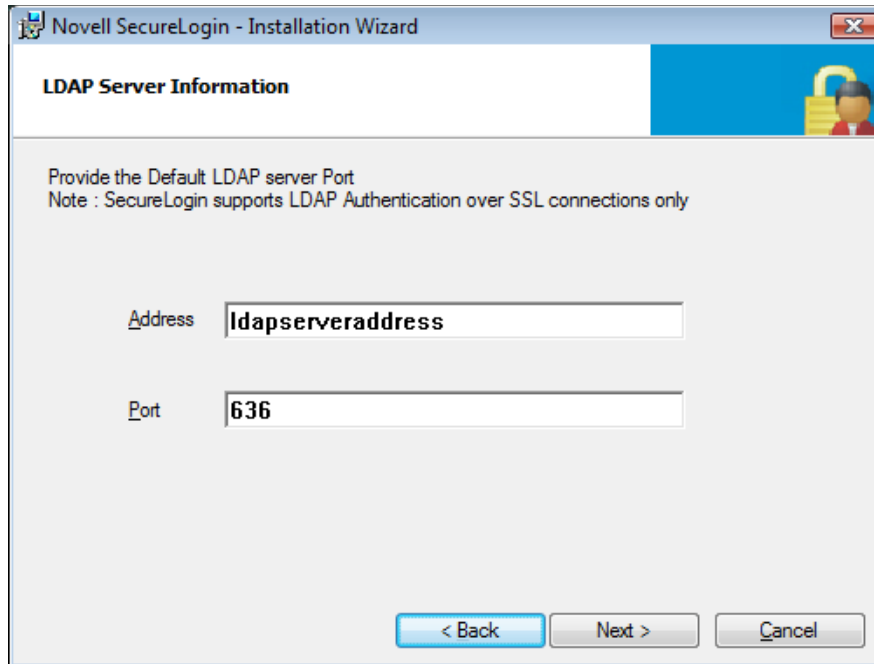 Novell SecureLogin - Installation Wizard
LDAP Server Information
Provide the Default LDAP server Port
Note : SecureLogin supports LDAP Authentication over SSL connections only
Address ldapserveraddress
Port 636
< Back Next > Cancel